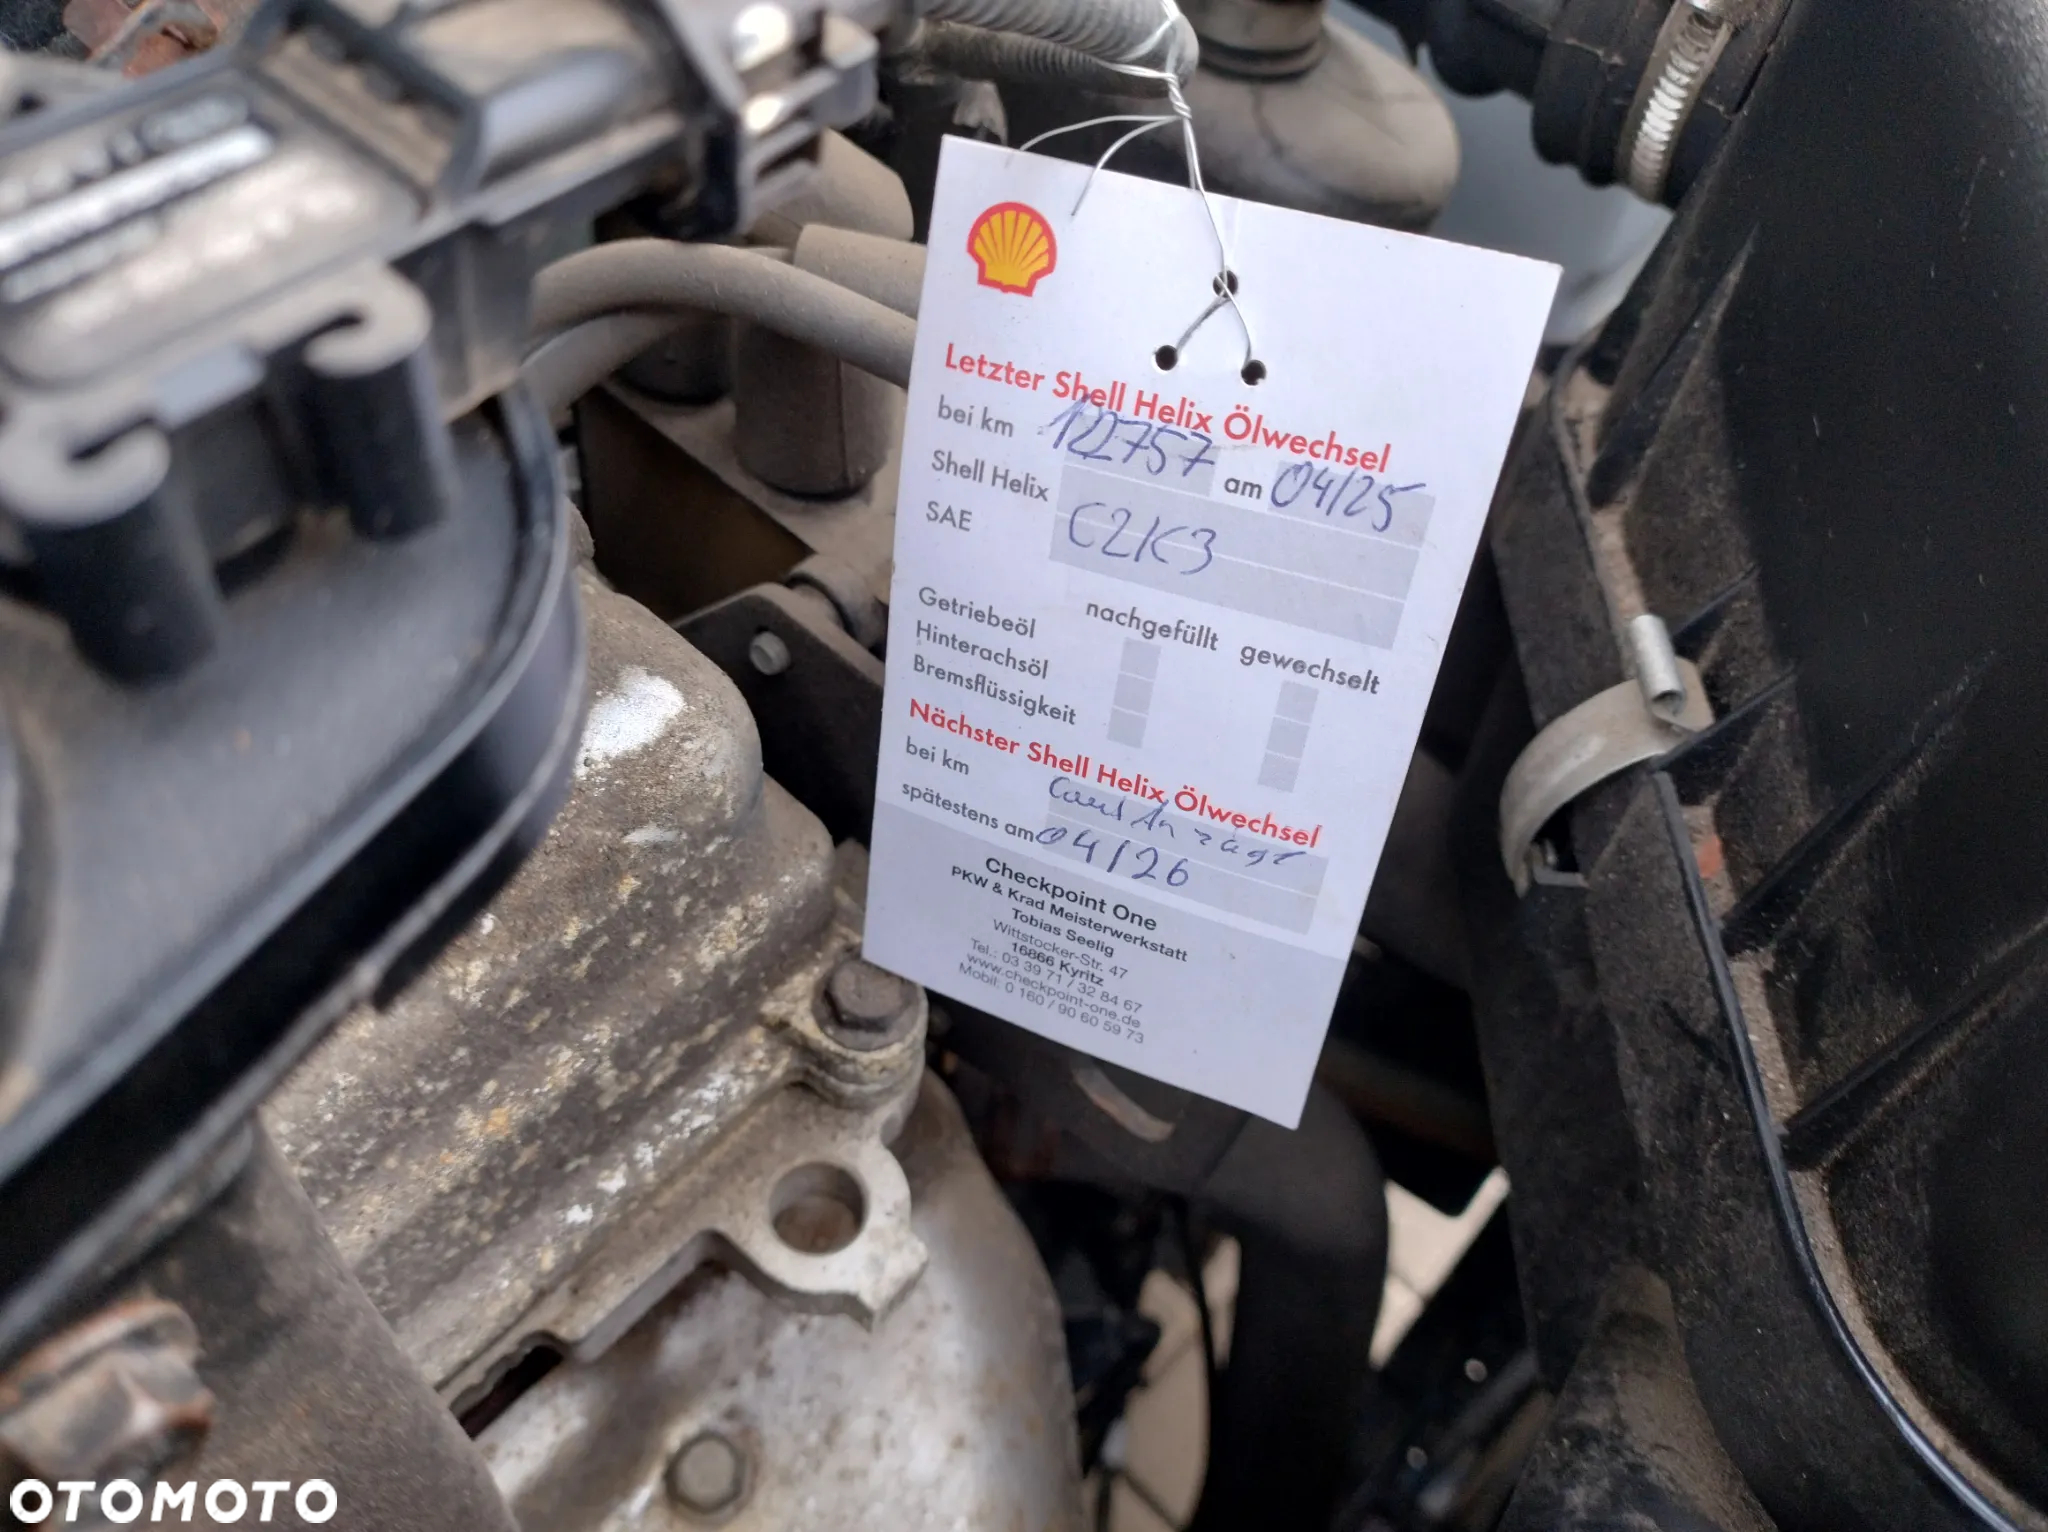 Letzter Shell Helix Ölwechsel
bei km 122757 am 04/25
Shell Helix C2/C3
SAE
nachgefüllt gewechselt
Getriebeöl
Hinterachsöl
Bremsflüssigkeit
Nächster Shell Helix Ölwechsel
bei km
spätestens am 04/26
Checkpoint One
PKW & Krad Meisterwerkstatt
Tobias Seelig
Wittstocker-Str. 47
16866 Kyritz
Tel.: 03 39 71 / 32 84 67
www.checkpoint-one.de
Mobil: 0 160 / 90 60 59 73
OTOMOTO